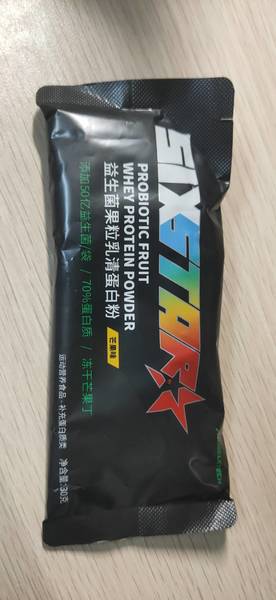 SIXSTAR
PROBIOTIC FRUIT
WHEY PROTEIN POWDER
益生菌果粒乳清蛋白粉
芒果味
添加50亿益生菌/袋 / 70%蛋白质 / 冻干芒果丁
运动营养食品·补充蛋白质类
净含量:30克